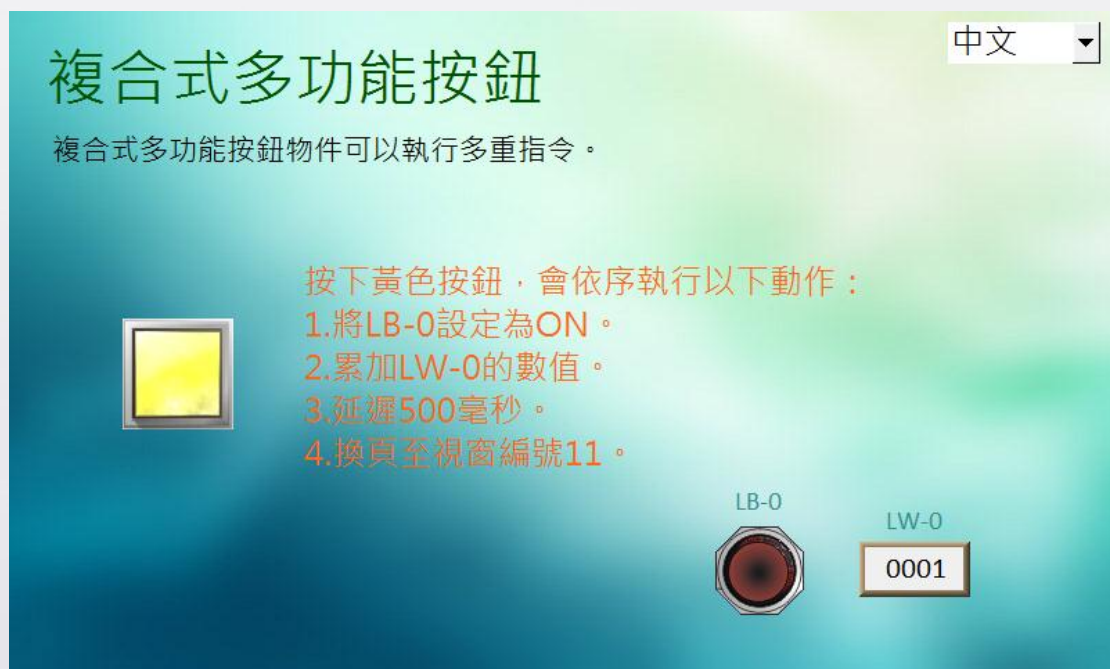 中文
複合式多功能按鈕
複合式多功能按鈕物件可以執行多重指令。
按下黃色按鈕，會依序執行以下動作：
1.將LB-0設定為ON。
2.累加LW-0的數值。
3.延遲500毫秒。
4.換頁至視窗編號11。
LB-0
LW-0
0001